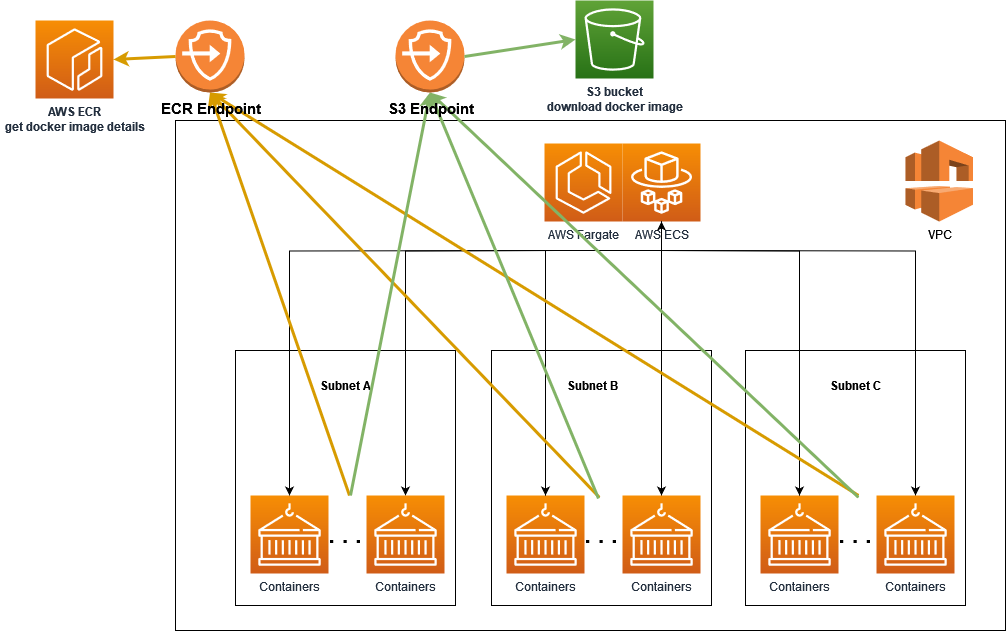 AWS ECR
get docker image details
ECR Endpoint
S3 Endpoint
S3 bucket
download docker image
AWS Fargate
AWS ECS
VPC
Subnet A
Subnet B
Subnet C
. . .
. . .
. . .
Containers
Containers
Containers
Containers
Containers
Containers